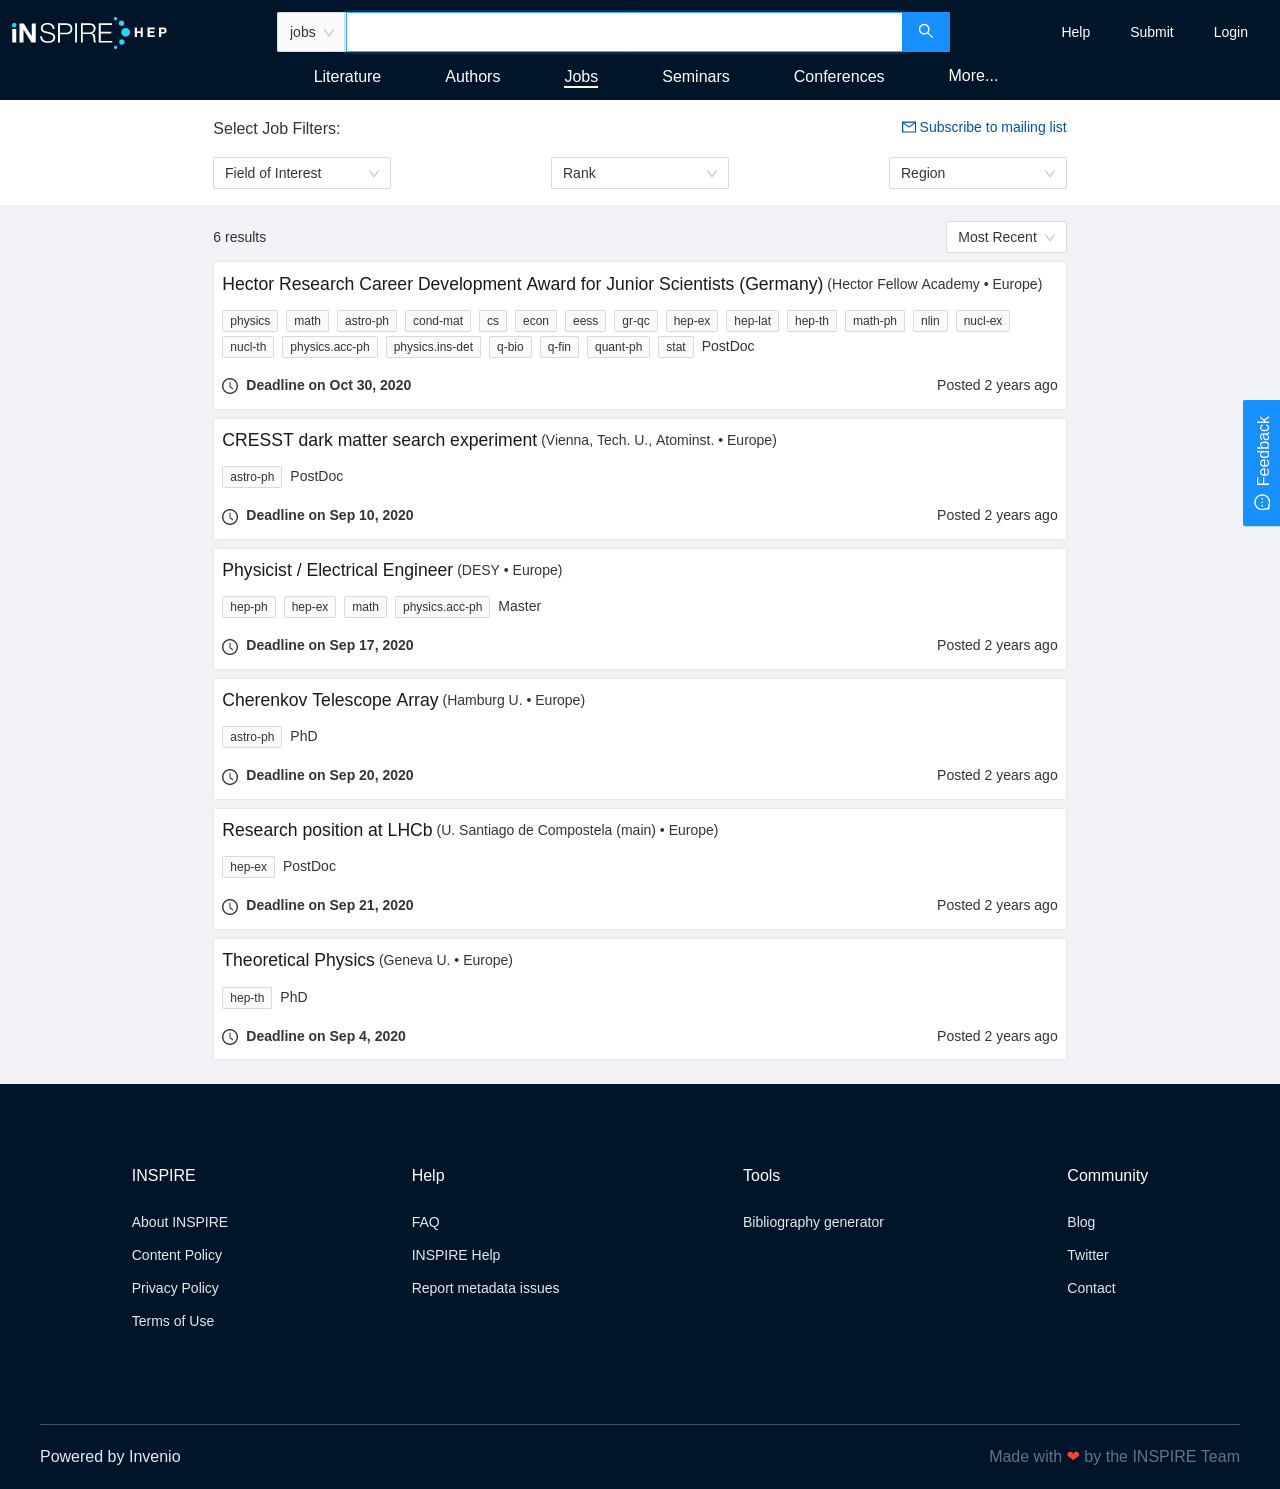 iNSPIRE HEP
jobs
Help Submit Login
Literature Authors Jobs Seminars Conferences More...
Select Job Filters:
Subscribe to mailing list
Field of Interest Rank Region
6 results
Most Recent
Hector Research Career Development Award for Junior Scientists (Germany) (Hector Fellow Academy • Europe)
physics math astro-ph cond-mat cs econ eess gr-qc hep-ex hep-lat hep-th math-ph nlin nucl-ex
nucl-th physics.acc-ph physics.ins-det q-bio q-fin quant-ph stat PostDoc
Deadline on Oct 30, 2020 Posted 2 years ago
CRESST dark matter search experiment (Vienna, Tech. U., Atominst. • Europe)
astro-ph PostDoc
Deadline on Sep 10, 2020 Posted 2 years ago
Physicist / Electrical Engineer (DESY • Europe)
hep-ph hep-ex math physics.acc-ph Master
Deadline on Sep 17, 2020 Posted 2 years ago
Cherenkov Telescope Array (Hamburg U. • Europe)
astro-ph PhD
Deadline on Sep 20, 2020 Posted 2 years ago
Research position at LHCb (U. Santiago de Compostela (main) • Europe)
hep-ex PostDoc
Deadline on Sep 21, 2020 Posted 2 years ago
Theoretical Physics (Geneva U. • Europe)
hep-th PhD
Deadline on Sep 4, 2020 Posted 2 years ago
Feedback
INSPIRE Help Tools Community
About INSPIRE FAQ Bibliography generator Blog
Content Policy INSPIRE Help Twitter
Privacy Policy Report metadata issues Contact
Terms of Use
Powered by Invenio
Made with ❤ by the INSPIRE Team